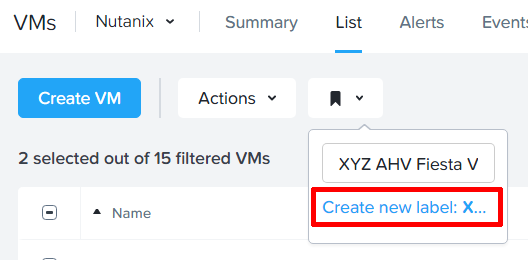 VMs Nutanix Summary List Alerts Events
Create VM Actions
2 selected out of 15 filtered VMs
XYZ AHV Fiesta V
Name
Create new label: X...